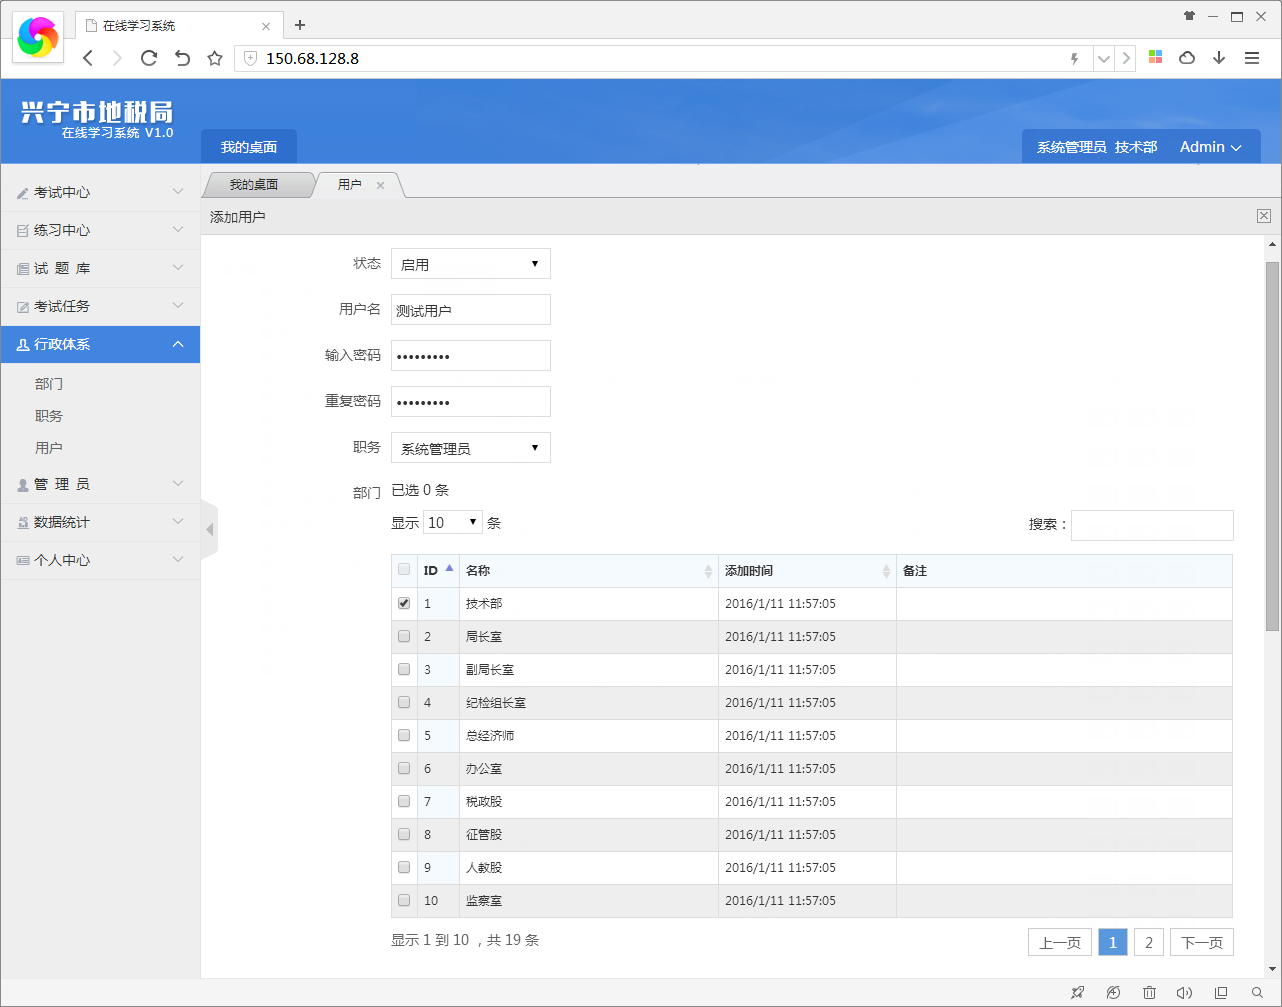 在线学习系统
150.68.128.8
兴宁市地税局
在线学习系统 V1.0
我的桌面
系统管理员 技术部 Admin
考试中心
练习中心
试 题 库
考试任务
行政体系
部门
职务
用户
管 理 员
数据统计
个人中心
我的桌面 用户
添加用户
状态 启用
用户名 测试用户
输入密码 •••••••••
重复密码 •••••••••
职务 系统管理员
部门 已选 0 条
显示 10 条 搜索：
ID 名称 添加时间 备注
1 技术部 2016/1/11 11:57:05
2 局长室 2016/1/11 11:57:05
3 副局长室 2016/1/11 11:57:05
4 纪检组长室 2016/1/11 11:57:05
5 总经济师 2016/1/11 11:57:05
6 办公室 2016/1/11 11:57:05
7 税政股 2016/1/11 11:57:05
8 征管股 2016/1/11 11:57:05
9 人教股 2016/1/11 11:57:05
10 监察室 2016/1/11 11:57:05
显示 1 到 10 ，共 19 条 上一页 1 2 下一页